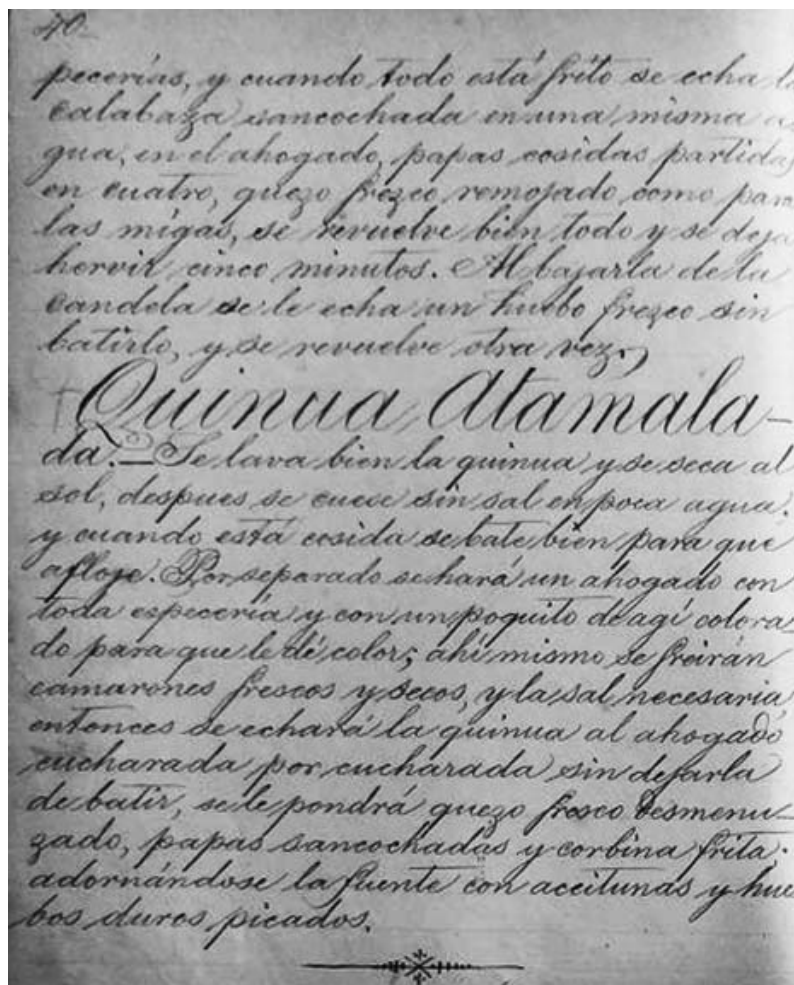 40-
pecerías, y cuando todo está frito se echa la
calabaza sancochada en una misma a
gua, en el ahogado, papas cosidas partidas
en cuatro, quezo frezco remojado como para
las migas, se revuelve bien todo y se deja
hervir cinco minutos. Al bajarla de la
candela se le echa un huebo frezco sin
batirlo, y se revuelve otra vez.
Quinua Atamala-
da.—Se lava bien la quinua y se seca al
sol, despues se cuese sin sal en poca agua.
y cuando está cosida se bate bien para que
afloje. Por separado se hará un ahogado con
toda especería y con un poquito de agí colora-
do para que le dé color; ahí mismo se freirán
camarones frescos y secos, y la sal necesaria,
entonces se echará la quinua al ahogado
cucharada por cucharada sin dejarla
de batir, se le pondrá quezo fresco desmenu-
zado, papas sancochadas y corbina frita;
adornándose la fuente con aceitunas y hue
bos duros picados.